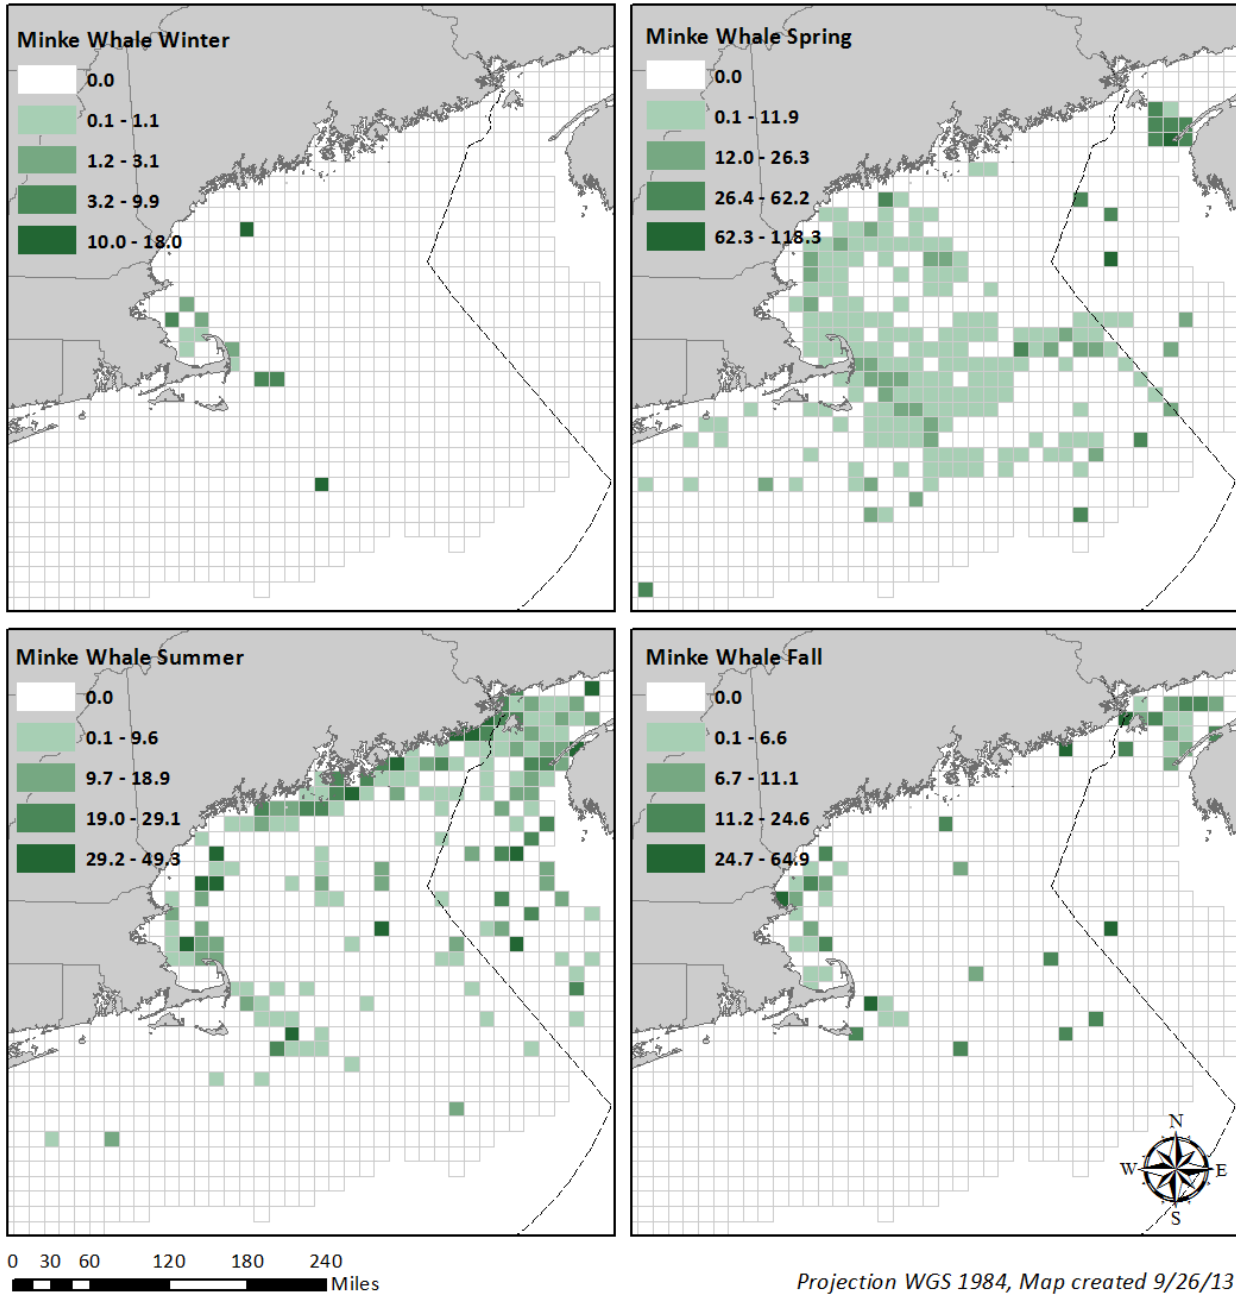 Minke Whale Winter
0.0
0.1 - 1.1
1.2 - 3.1
3.2 - 9.9
10.0 - 18.0
Minke Whale Spring
0.0
0.1 - 11.9
12.0 - 26.3
26.4 - 62.2
62.3 - 118.3
Minke Whale Summer
0.0
0.1 - 9.6
9.7 - 18.9
19.0 - 29.1
29.2 - 49.3
Minke Whale Fall
0.0
0.1 - 6.6
6.7 - 11.1
11.2 - 24.6
24.7 - 64.9
N
W E
S
0 30 60 120 180 240
Miles
Projection WGS 1984, Map created 9/26/13